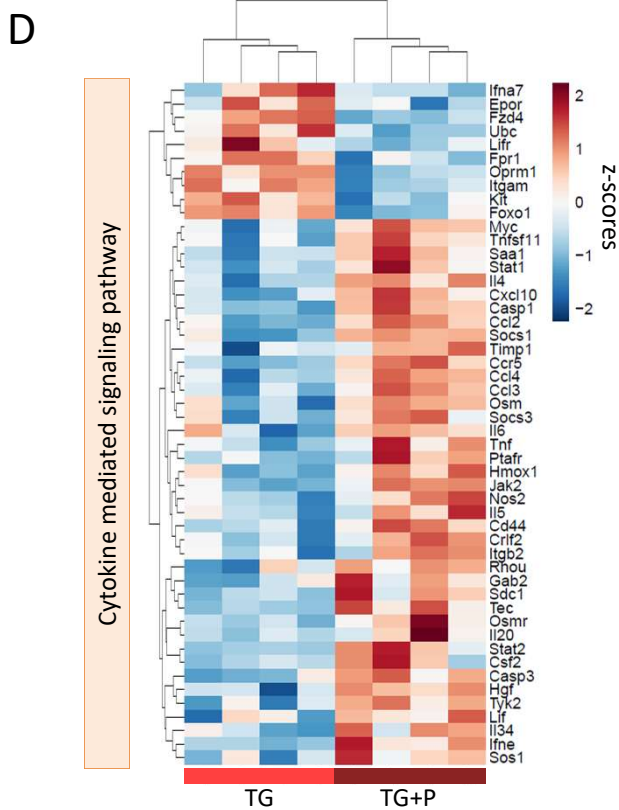 D
Cytokine mediated signaling pathway
Ifna7
Epor
Fzd4
Ubc
Lifr
Fpr1
Oprm1
Itgam
Kit
Foxo1
Myc
Tnfsf11
Saa1
Stat1
Il4
Cxcl10
Casp1
Ccl2
Socs1
Timp1
Ccr5
Ccl4
Ccl3
Osm
Socs3
Il6
Tnf
Ptafr
Hmox1
Jak2
Nos2
Il5
Cd44
Crlf2
Itgb2
Rhou
Gab2
Sdc1
Tec
Osmr
Il20
Stat2
Csf2
Casp3
Hgf
Tyk2
Lif
Il34
Ifne
Sos1
2
1
0
−1
−2
z-scores
TG TG+P